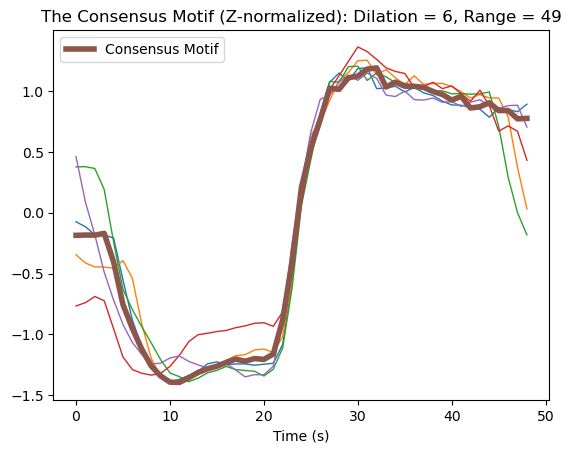 The Consensus Motif (Z-normalized): Dilation = 6, Range = 49
Consensus Motif
1.0
0.5
0.0
−0.5
−1.0
−1.5
0 10 20 30 40 50
Time (s)